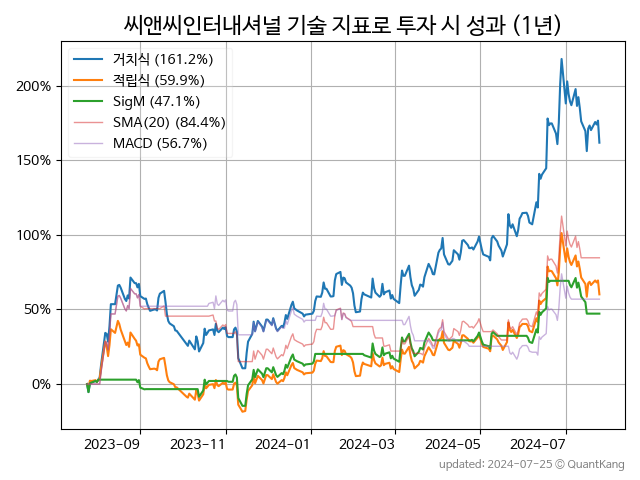 씨앤씨인터내셔널 기술 지표로 투자 시 성과 (1년)
거치식 (161.2%)
적립식 (59.9%)
SigM (47.1%)
SMA(20) (84.4%)
MACD (56.7%)
200%
150%
100%
50%
0%
2023-09 2023-11 2024-01 2024-03 2024-05 2024-07
updated: 2024-07-25 © QuantKang